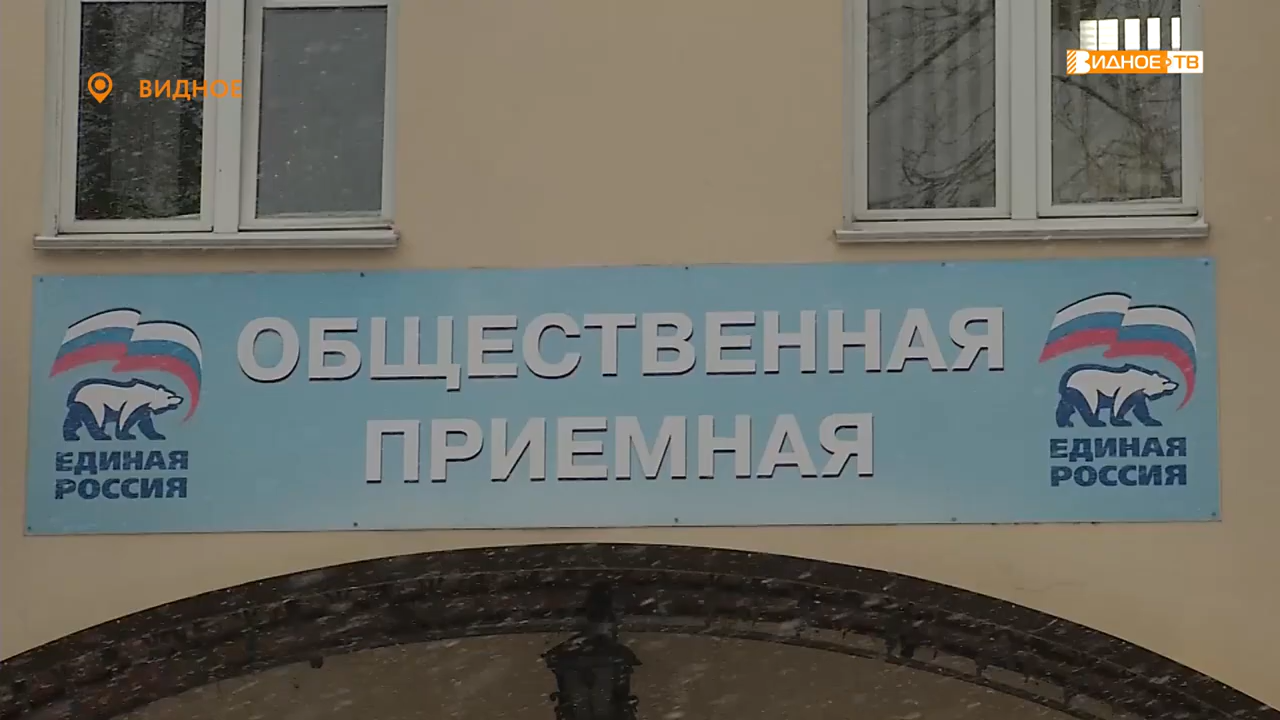 ВИДНОЕ
ВИДНОЕ ТВ
ОБЩЕСТВЕННАЯ
ПРИЕМНАЯ
ЕДИНАЯ
РОССИЯ
ЕДИНАЯ
РОССИЯ